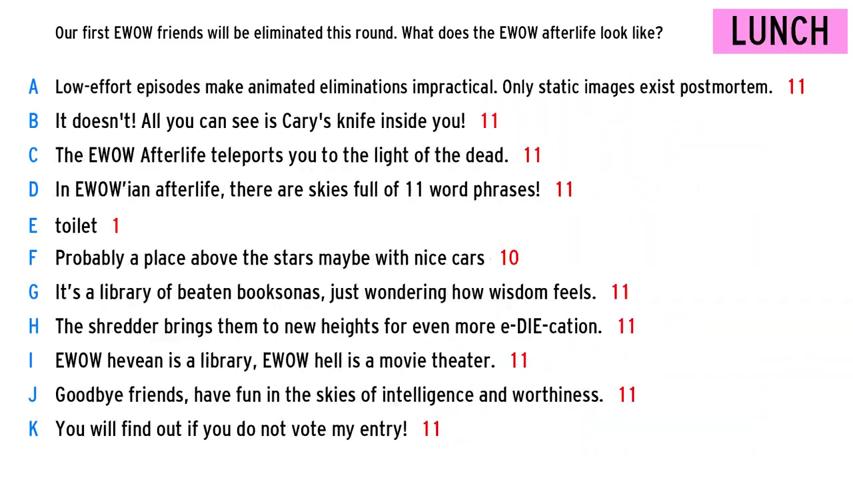 Our first EWOW friends will be eliminated this round. What does the EWOW afterlife look like?
LUNCH
A Low-effort episodes make animated eliminations impractical. Only static images exist postmortem. 11
B It doesn't! All you can see is Cary's knife inside you! 11
C The EWOW Afterlife teleports you to the light of the dead. 11
D In EWOW’ian afterlife, there are skies full of 11 word phrases! 11
E toilet 1
F Probably a place above the stars maybe with nice cars 10
G It’s a library of beaten booksonas, just wondering how wisdom feels. 11
H The shredder brings them to new heights for even more e-DIE-cation. 11
I EWOW hevean is a library, EWOW hell is a movie theater. 11
J Goodbye friends, have fun in the skies of intelligence and worthiness. 11
K You will find out if you do not vote my entry! 11